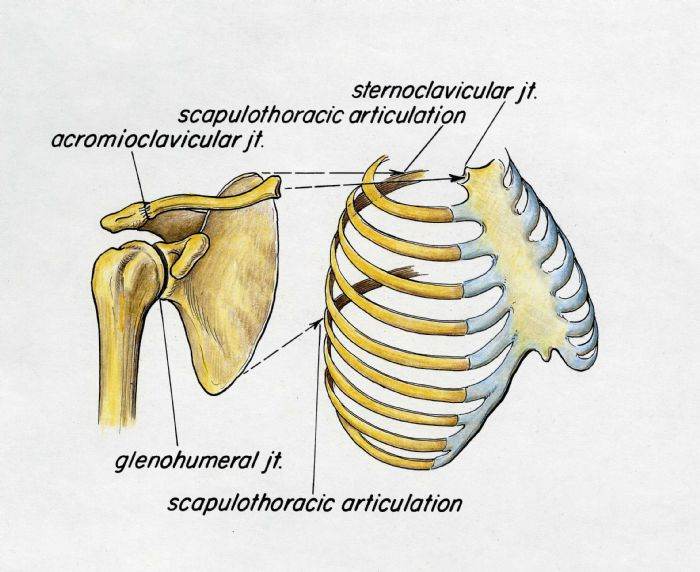 sternoclavicular jt.
scapulothoracic articulation
acromioclavicular jt.
glenohumeral jt.
scapulothoracic articulation